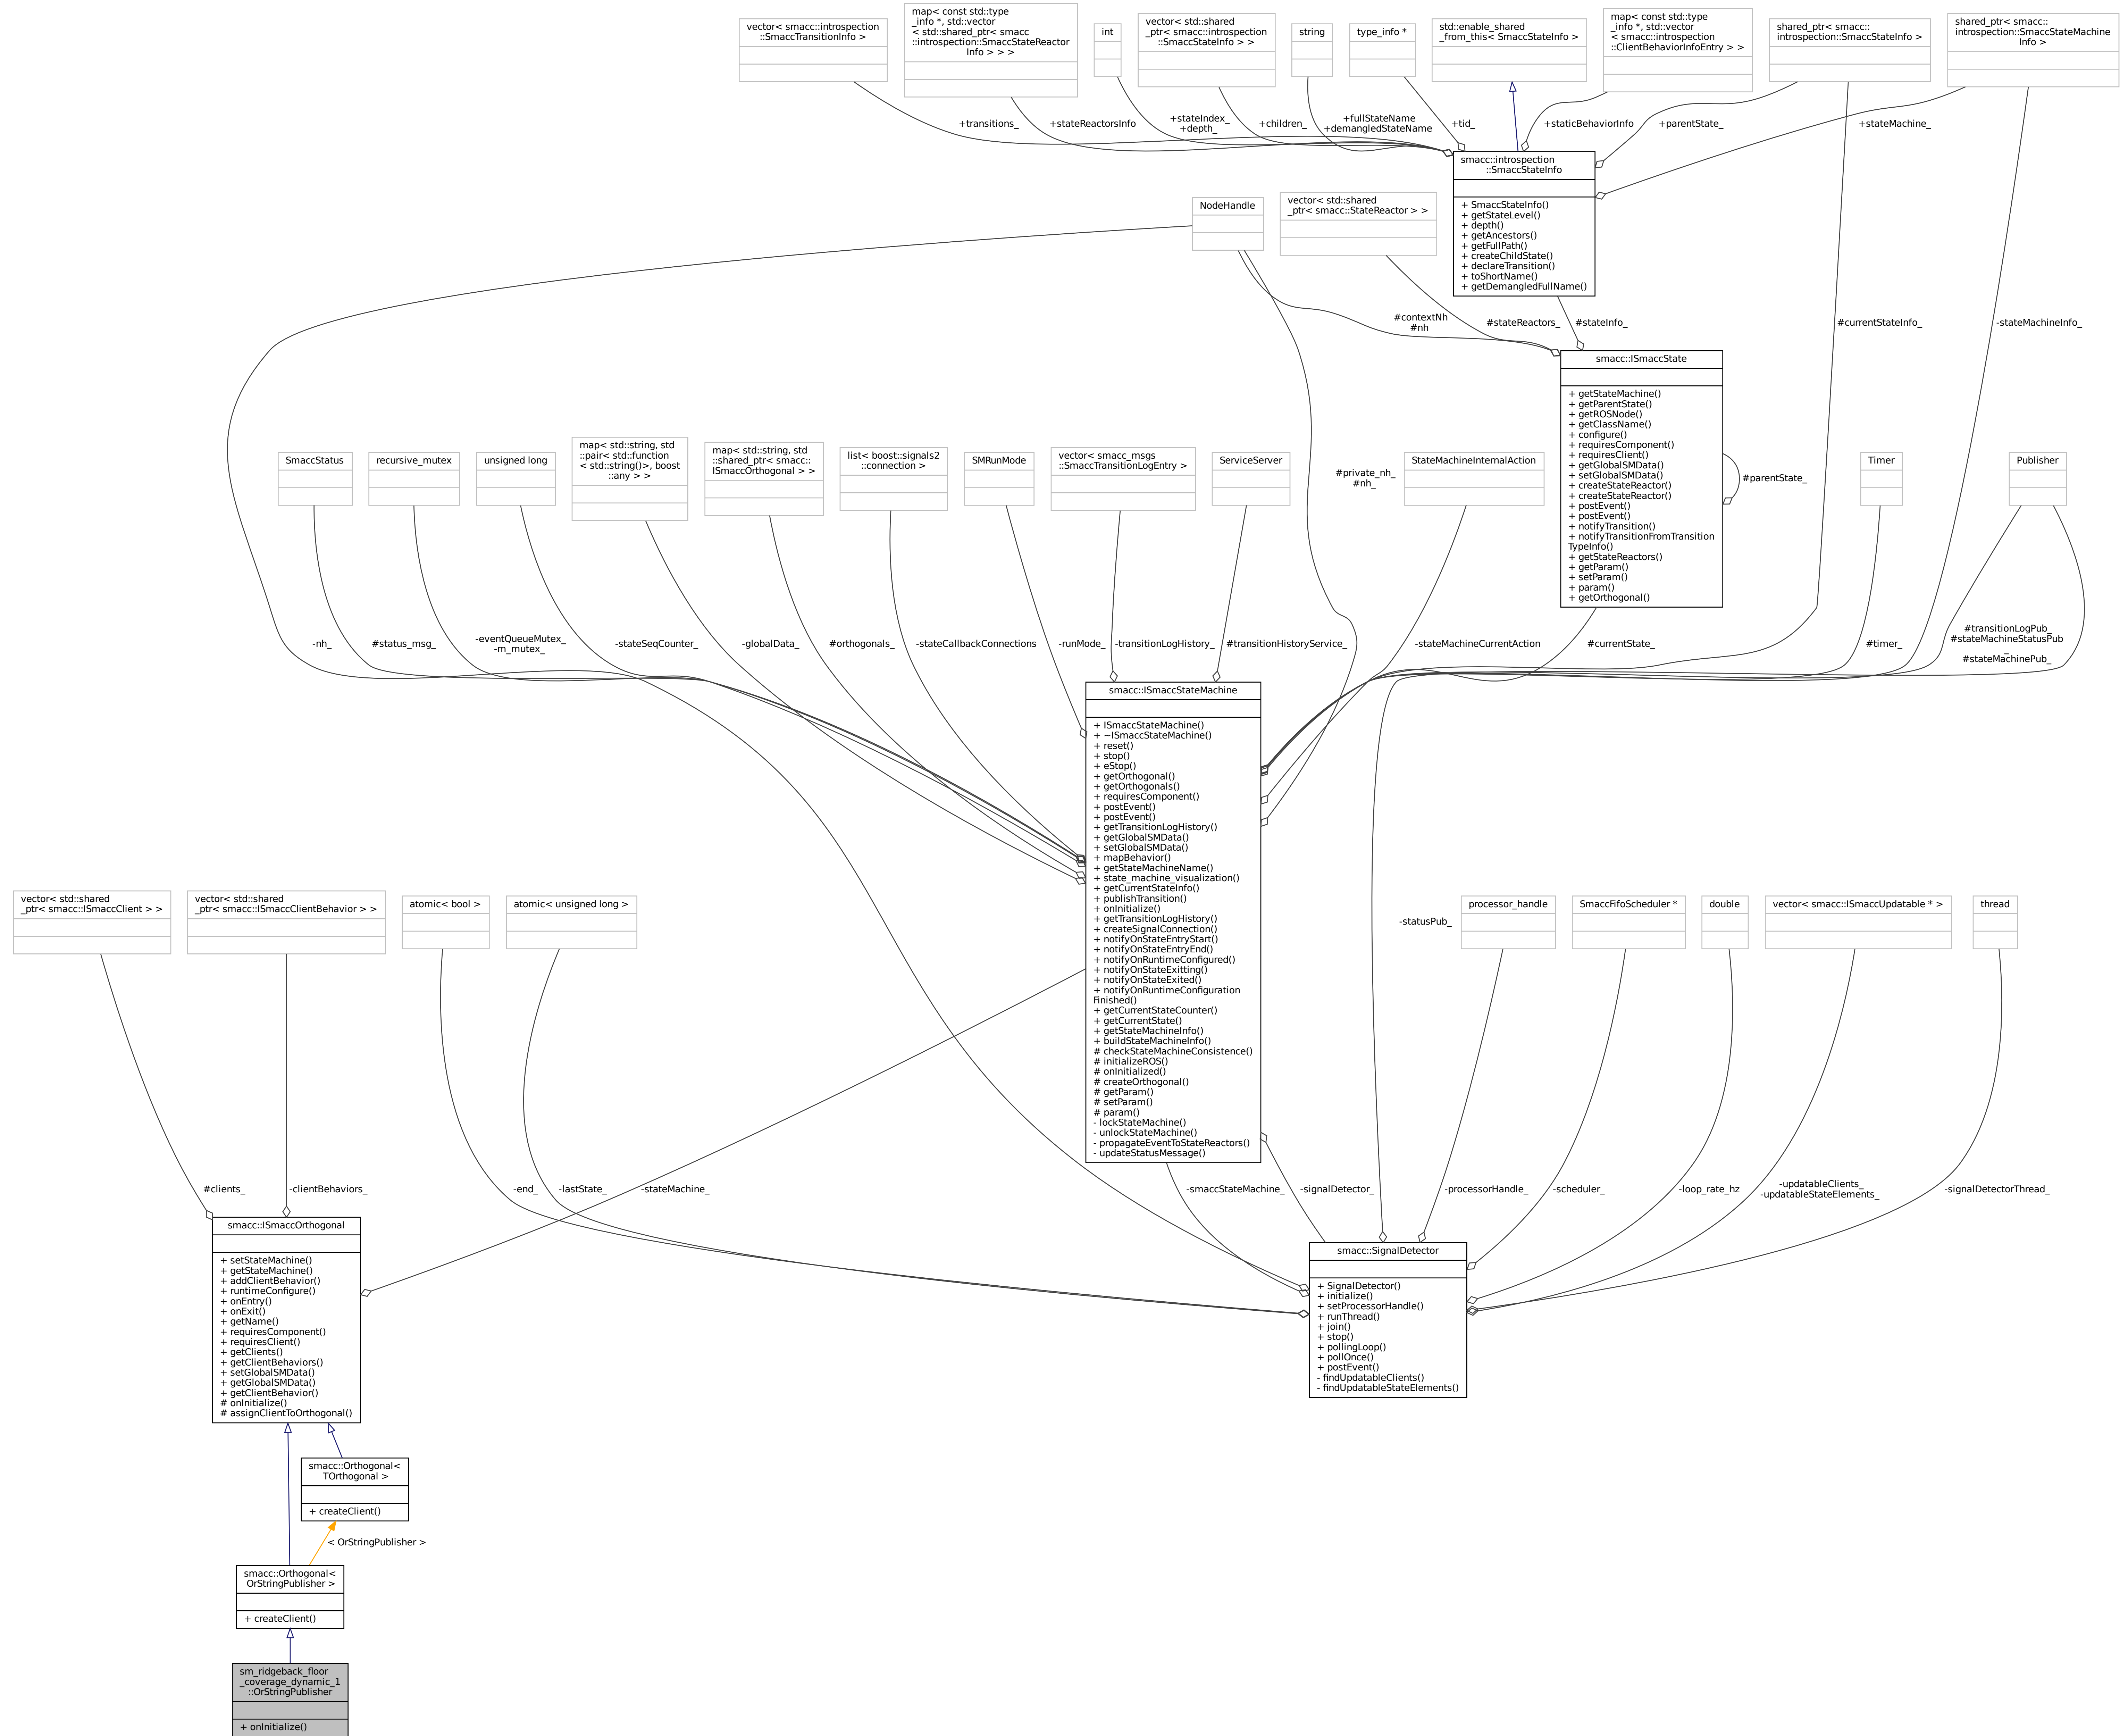 vector< smacc::introspection
::SmaccTransitionInfo >
map< const std::type
_info *, std::vector
< std::shared_ptr< smacc
::introspection::SmaccStateReactor
Info > > >
int
vector< std::shared
_ptr< smacc::introspection
::SmaccStateInfo > >
string
type_info *
std::enable_shared
_from_this< SmaccStateInfo >
map< const std::type
_info *, std::vector
< smacc::introspection
::ClientBehaviorInfoEntry > >
shared_ptr< smacc::
introspection::SmaccStateInfo >
shared_ptr< smacc::
introspection::SmaccStateMachine
Info >
+transitions_
+stateReactorsInfo
+stateIndex_
+depth_
+children_
+fullStateName
+demangledStateName
+tid_
+staticBehaviorInfo
+parentState_
+stateMachine_
smacc::introspection
::SmaccStateInfo
+ SmaccStateInfo()
+ getStateLevel()
+ depth()
+ getAncestors()
+ getFullPath()
+ createChildState()
+ declareTransition()
+ toShortName()
+ getDemangledFullName()
NodeHandle
vector< std::shared
_ptr< smacc::StateReactor > >
#contextNh
#nh
#stateReactors_
#stateInfo_
#currentStateInfo_
-stateMachineInfo_
smacc::ISmaccState
+ getStateMachine()
+ getParentState()
+ getROSNode()
+ getClassName()
+ configure()
+ requiresComponent()
+ requiresClient()
+ getGlobalSMData()
+ setGlobalSMData()
+ createStateReactor()
+ createStateReactor()
+ postEvent()
+ postEvent()
+ notifyTransition()
+ notifyTransitionFromTransition
TypeInfo()
+ getStateReactors()
+ getParam()
+ setParam()
+ param()
+ getOrthogonal()
#parentState_
SmaccStatus
recursive_mutex
unsigned long
map< std::string, std
::pair< std::function
< std::string()>, boost
::any > >
map< std::string, std
::shared_ptr< smacc::
ISmaccOrthogonal > >
list< boost::signals2
::connection >
SMRunMode
vector< smacc_msgs
::SmaccTransitionLogEntry >
ServiceServer
#private_nh_
#nh_
StateMachineInternalAction
Timer
Publisher
-nh_
#status_msg_
-eventQueueMutex_
-m_mutex_
-stateSeqCounter_
-globalData_
#orthogonals_
-stateCallbackConnections
-runMode_
-transitionLogHistory_
#transitionHistoryService_
-stateMachineCurrentAction
#currentState_
#timer_
#transitionLogPub_
#stateMachineStatusPub
_
#stateMachinePub_
smacc::ISmaccStateMachine
+ ISmaccStateMachine()
+ ~ISmaccStateMachine()
+ reset()
+ stop()
+ eStop()
+ getOrthogonal()
+ getOrthogonals()
+ requiresComponent()
+ postEvent()
+ postEvent()
+ getTransitionLogHistory()
+ getGlobalSMData()
+ setGlobalSMData()
+ mapBehavior()
+ getStateMachineName()
+ state_machine_visualization()
+ getCurrentStateInfo()
+ publishTransition()
+ onInitialize()
+ getTransitionLogHistory()
+ createSignalConnection()
+ notifyOnStateEntryStart()
+ notifyOnStateEntryEnd()
+ notifyOnRuntimeConfigured()
+ notifyOnStateExitting()
+ notifyOnStateExited()
+ notifyOnRuntimeConfiguration
Finished()
+ getCurrentStateCounter()
+ getCurrentState()
+ getStateMachineInfo()
+ buildStateMachineInfo()
# checkStateMachineConsistence()
# initializeROS()
# onInitialized()
# createOrthogonal()
# getParam()
# setParam()
# param()
- lockStateMachine()
- unlockStateMachine()
- propagateEventToStateReactors()
- updateStatusMessage()
vector< std::shared
_ptr< smacc::ISmaccClient > >
vector< std::shared
_ptr< smacc::ISmaccClientBehavior > >
atomic< bool >
atomic< unsigned long >
-statusPub_
processor_handle
SmaccFifoScheduler *
double
vector< smacc::ISmaccUpdatable * >
thread
#clients_
-clientBehaviors_
-end_
-lastState_
-stateMachine_
-smaccStateMachine_
-signalDetector_
-processorHandle_
-scheduler_
-loop_rate_hz
-updatableClients_
-updatableStateElements_
-signalDetectorThread_
smacc::ISmaccOrthogonal
+ setStateMachine()
+ getStateMachine()
+ addClientBehavior()
+ runtimeConfigure()
+ onEntry()
+ onExit()
+ getName()
+ requiresComponent()
+ requiresClient()
+ getClients()
+ getClientBehaviors()
+ setGlobalSMData()
+ getGlobalSMData()
+ getClientBehavior()
# onInitialize()
# assignClientToOrthogonal()
smacc::SignalDetector
+ SignalDetector()
+ initialize()
+ setProcessorHandle()
+ runThread()
+ join()
+ stop()
+ pollingLoop()
+ pollOnce()
+ postEvent()
- findUpdatableClients()
- findUpdatableStateElements()
smacc::Orthogonal<
TOrthogonal >
+ createClient()
< OrStringPublisher >
smacc::Orthogonal<
OrStringPublisher >
+ createClient()
sm_ridgeback_floor
_coverage_dynamic_1
::OrStringPublisher
+ onInitialize()